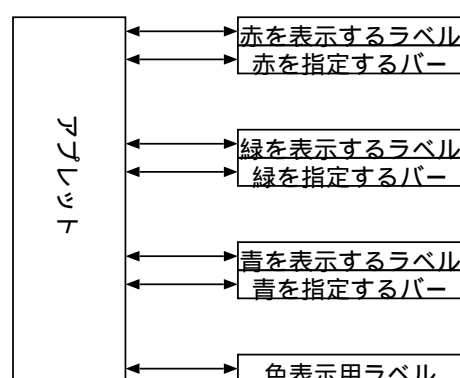 アプレット
赤を表示するラベル
赤を指定するバー
緑を表示するラベル
緑を指定するバー
青を表示するラベル
青を指定するバー
色表示用ラベル